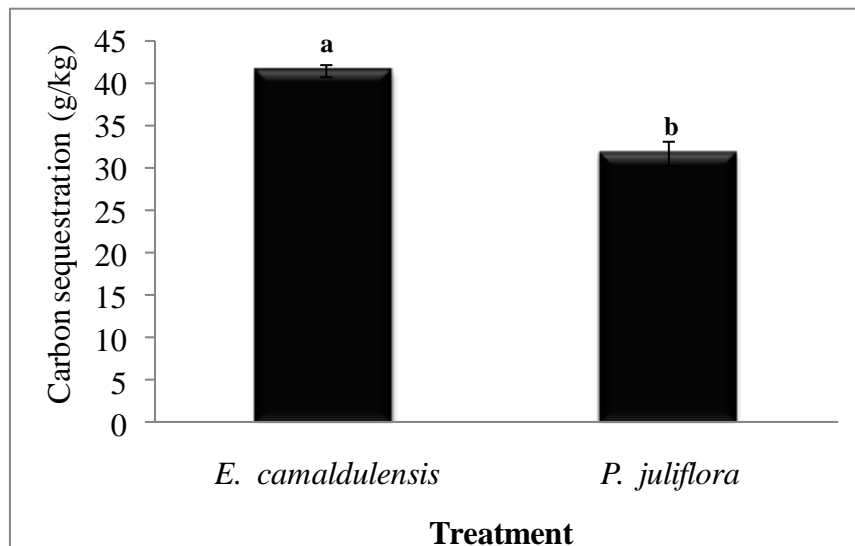 Carbon sequestration (g/kg)
45
40
35
30
25
20
15
10
5
0
a
b
E. camaldulensis
P. juliflora
Treatment